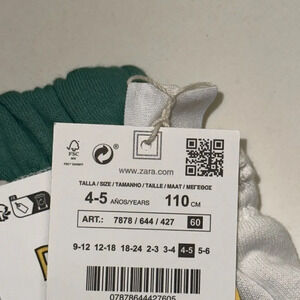 FSC
MIX
www.zara.com
TALLA / SIZE / TAMANHO / TAILLE / MAAT / ΜΕΓΕΘΟΣ
4-5 AÑOS/YEARS 110 CM
ART.: 7878 / 644 / 427 60
9-12 12-18 18-24 2-3 3-4 4-5 5-6
07878644427605